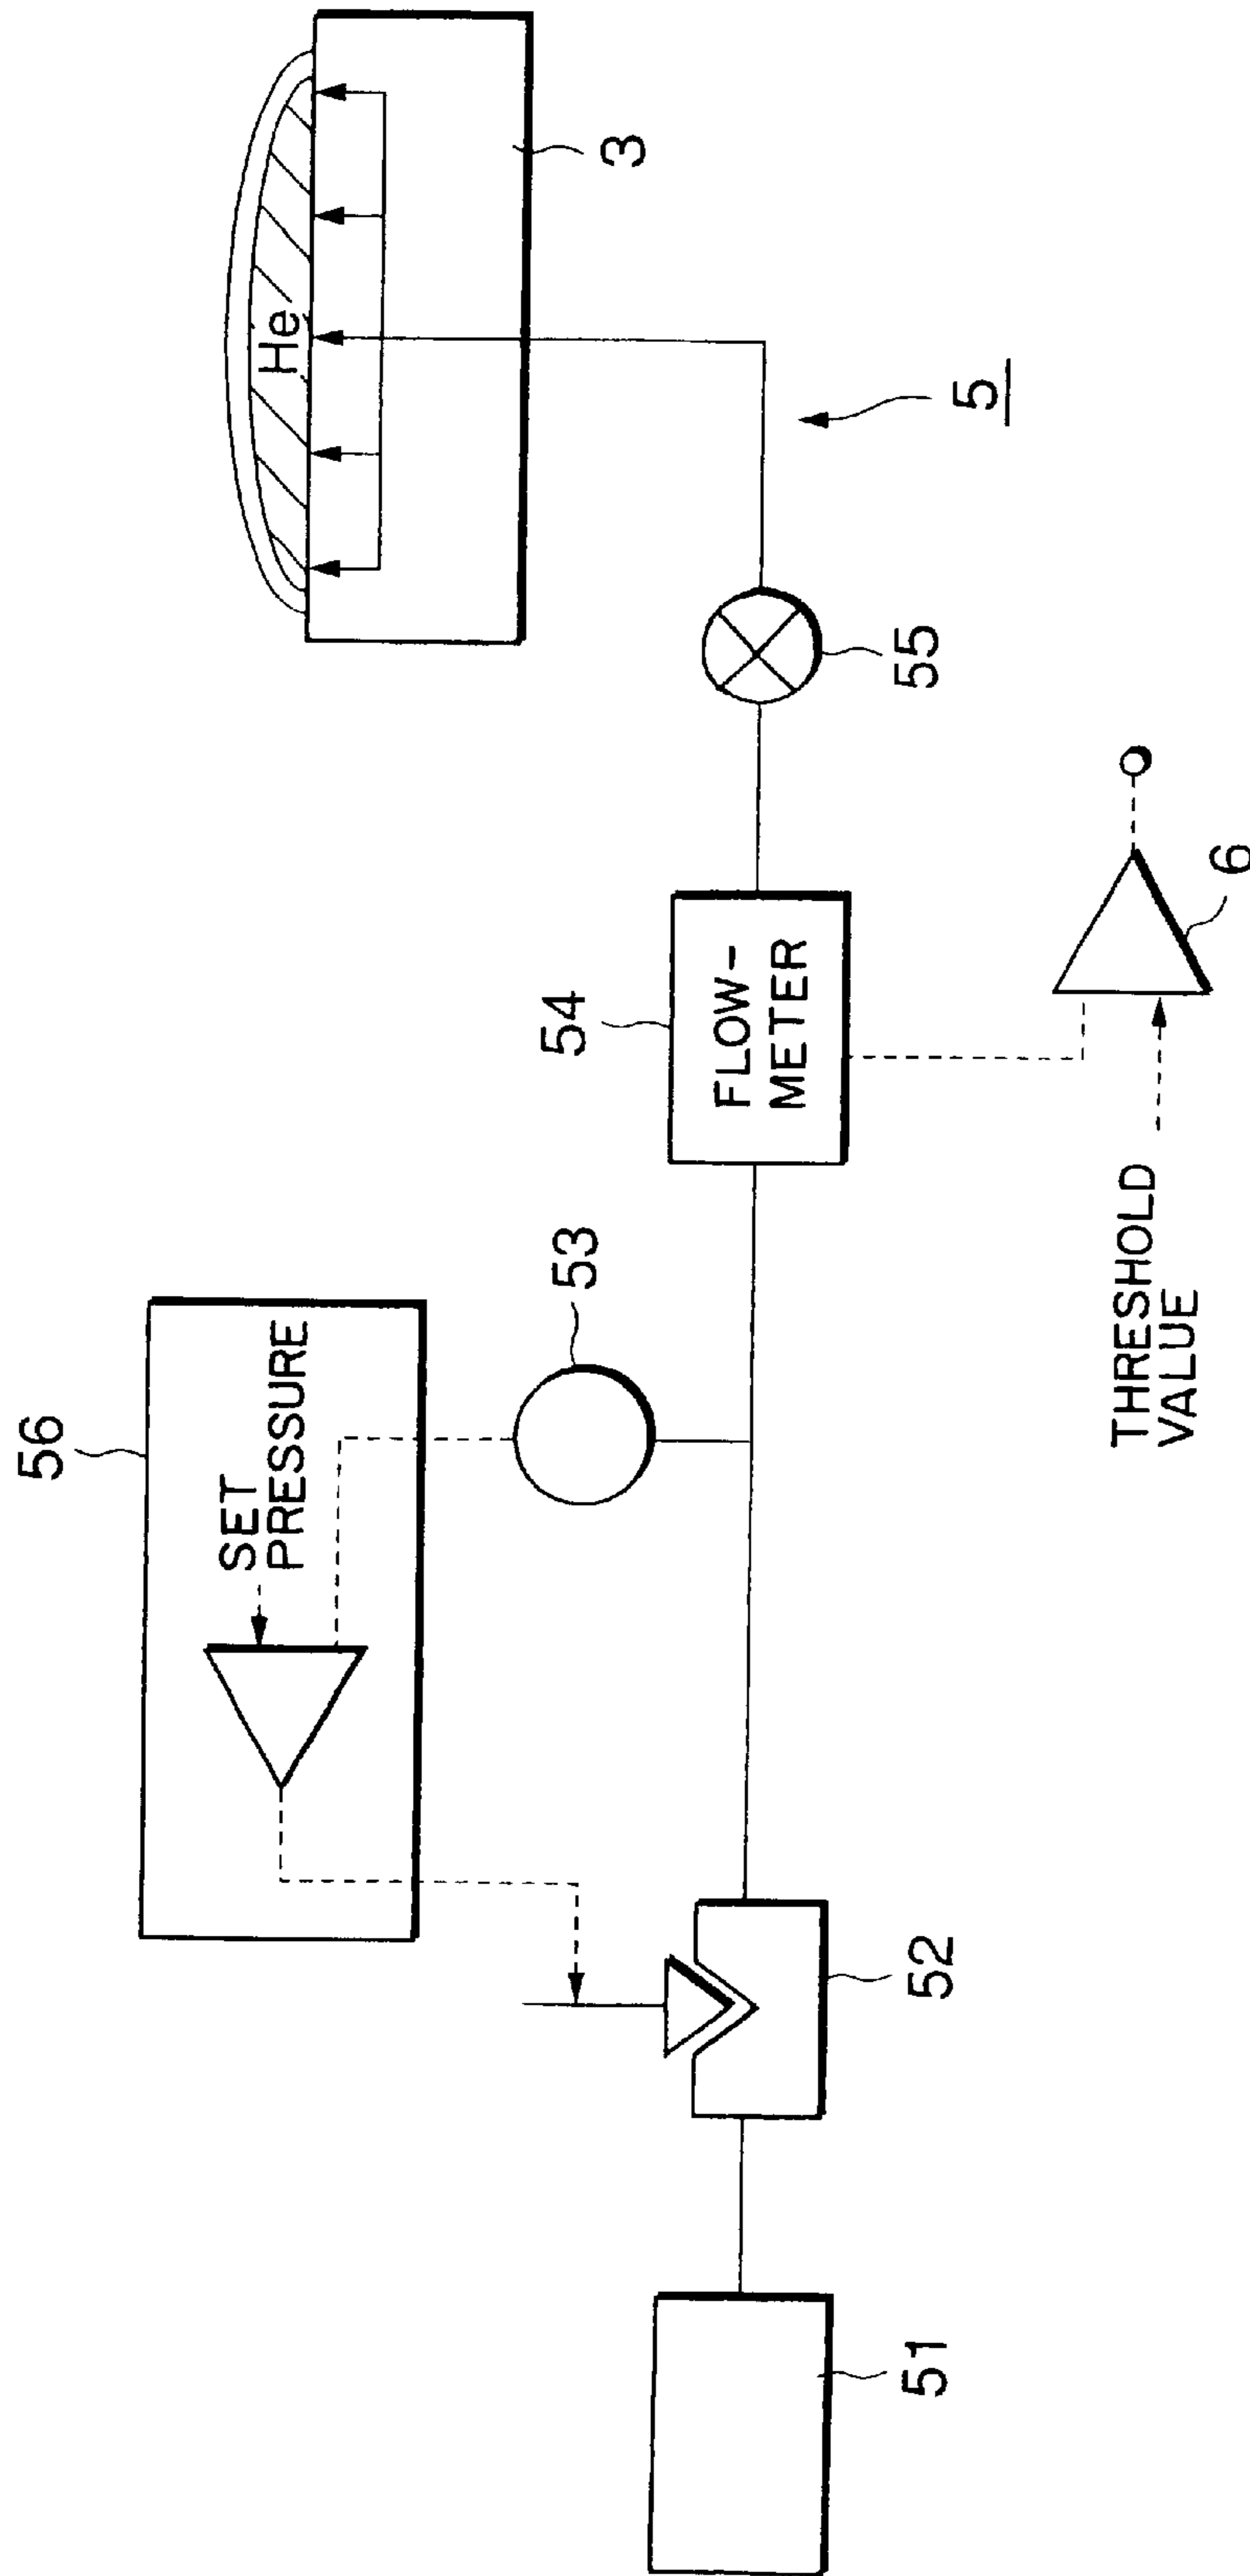 He
3
5
55
54
FLOW-
METER
6
THRESHOLD
VALUE
53
56
SET
PRESSURE
52
51